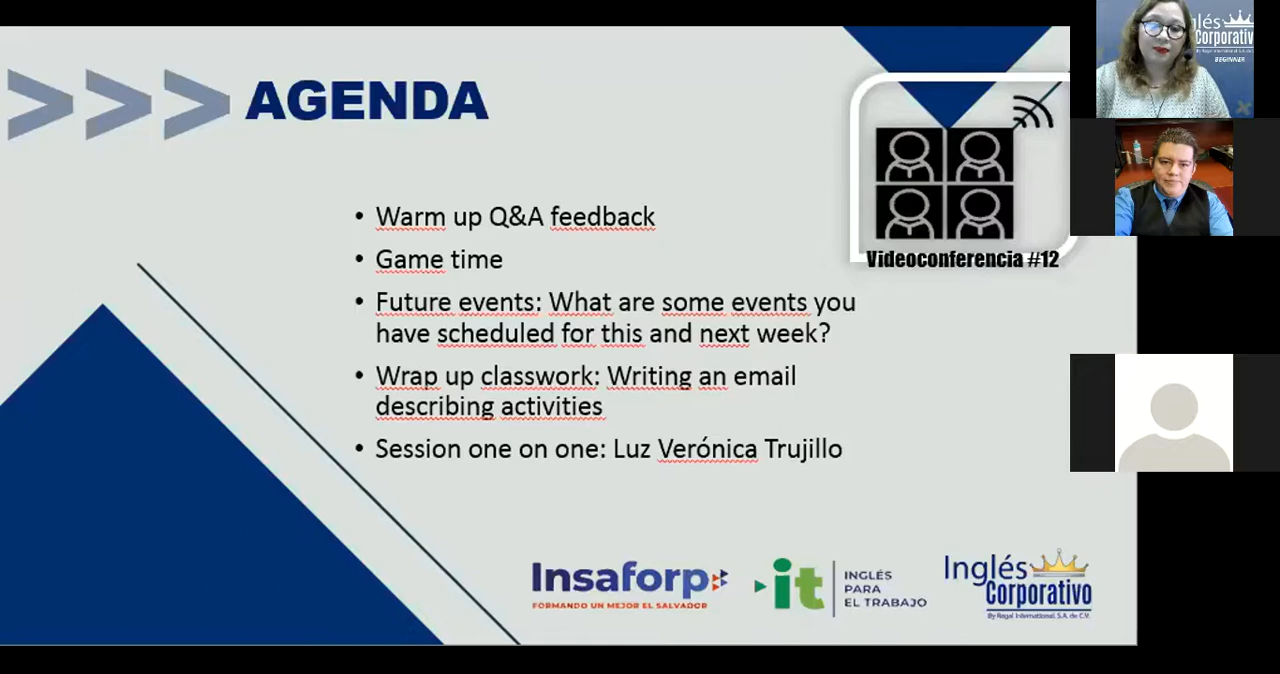 AGENDA
• Warm up Q&A feedback
• Game time
• Future events: What are some events you
have scheduled for this and next week?
• Wrap up classwork: Writing an email
describing activities
• Session one on one: Luz Verónica Trujillo
Videoconferencia #12
Insaforp
FORMANDO UN MEJOR EL SALVADOR
it
INGLÉS
PARA
EL TRABAJO
Inglés
Corporativo
By Regal International, S.A. de C.V.
glés
Corporativ
BEGINNER